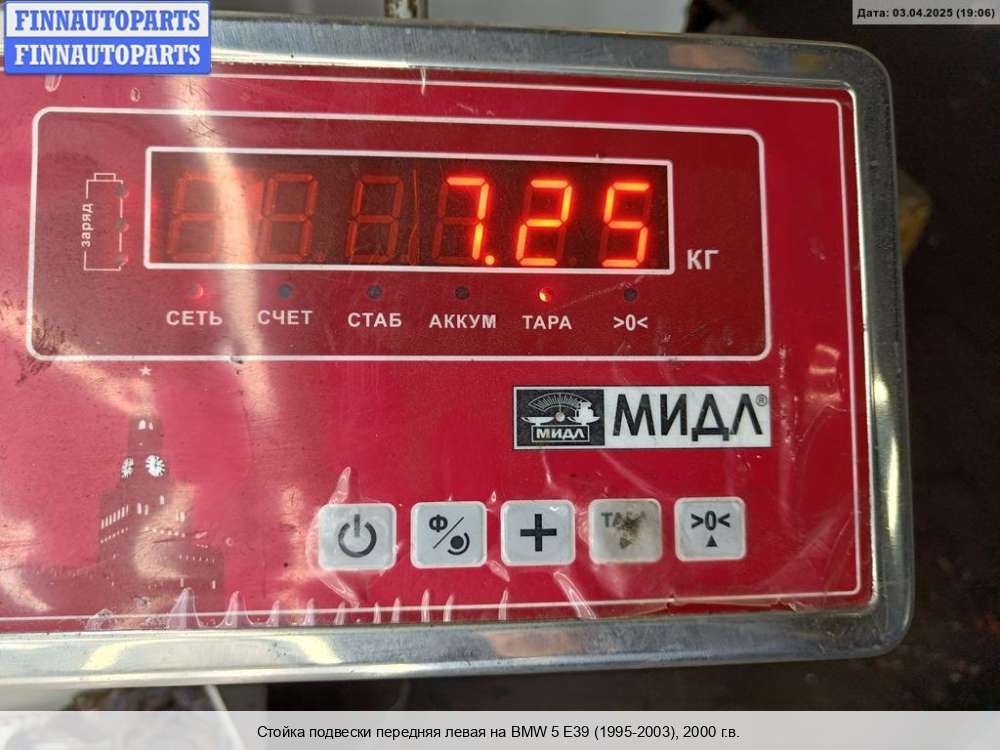 FINNAUTOPARTS
FINNAUTOPARTS
Дата: 03.04.2025 (19:06)
заряд
7.25
КГ
СЕТЬ СЧЕТ СТАБ АККУМ ТАРА >0<
МИДЛ МИДЛ®
Ф
+
>0<
Стойка подвески передняя левая на BMW 5 E39 (1995-2003), 2000 г.в.